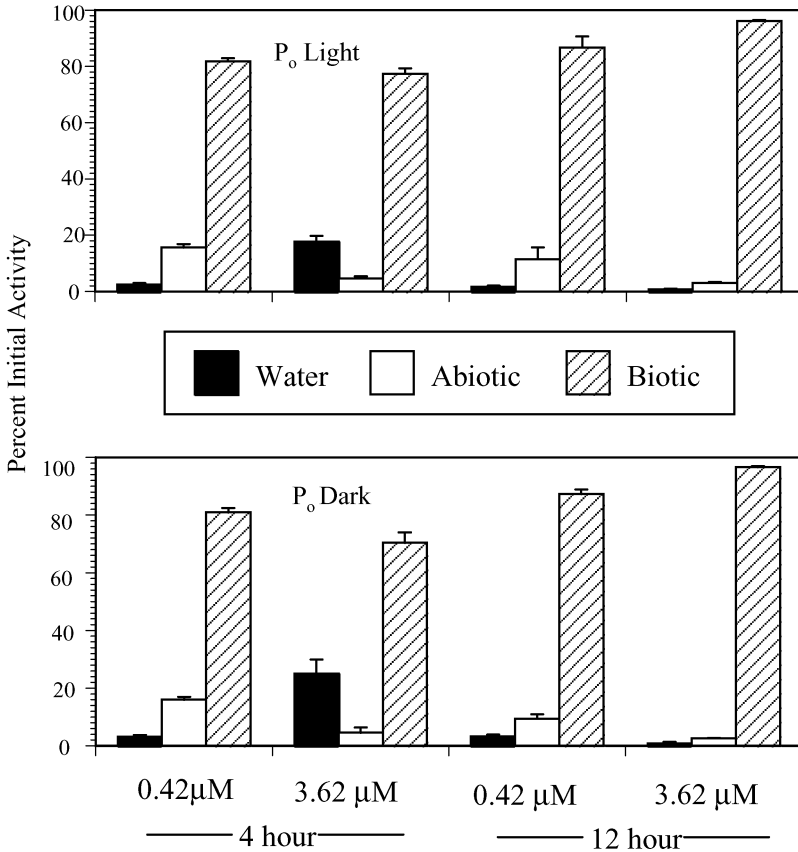 Percent Initial Activity
100
80
60
40
20
0
Po Light
Water Abiotic Biotic
100
80
60
40
20
0
Po Dark
0.42µM 3.62 µM 0.42 µM 3.62 µM
4 hour 12 hour